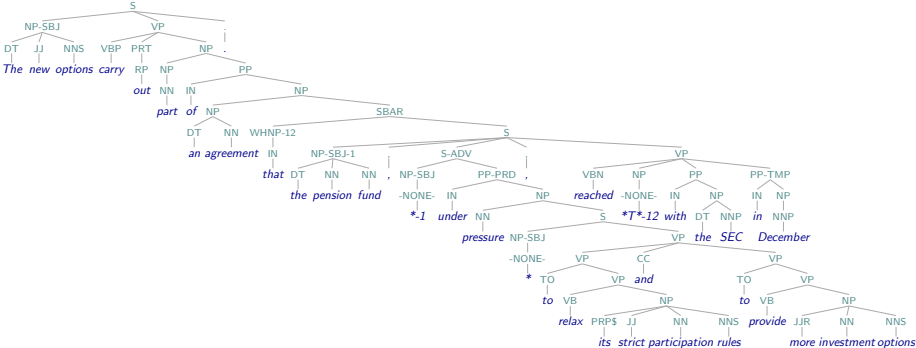 S
NP-SBJ VP .
DT JJ NNS VBP PRT NP .
The new options carry RP NP PP
out NN IN NP
part of NP SBAR
DT NN WHNP-12 S
an agreement IN NP-SBJ-1 , S-ADV , VP
that DT NN NN , NP-SBJ PP-PRD , VBN NP PP PP-TMP
the pension fund -NONE- IN NP reached -NONE- IN NP IN NP
*-1 under NN S *T*-12 with DT NNP in NNP
pressure NP-SBJ VP the SEC December
-NONE- VP CC VP
* TO VP and TO VP
to VB NP to VB NP
relax PRP$ JJ NN NNS provide JJR NN NNS
its strict participation rules more investment options